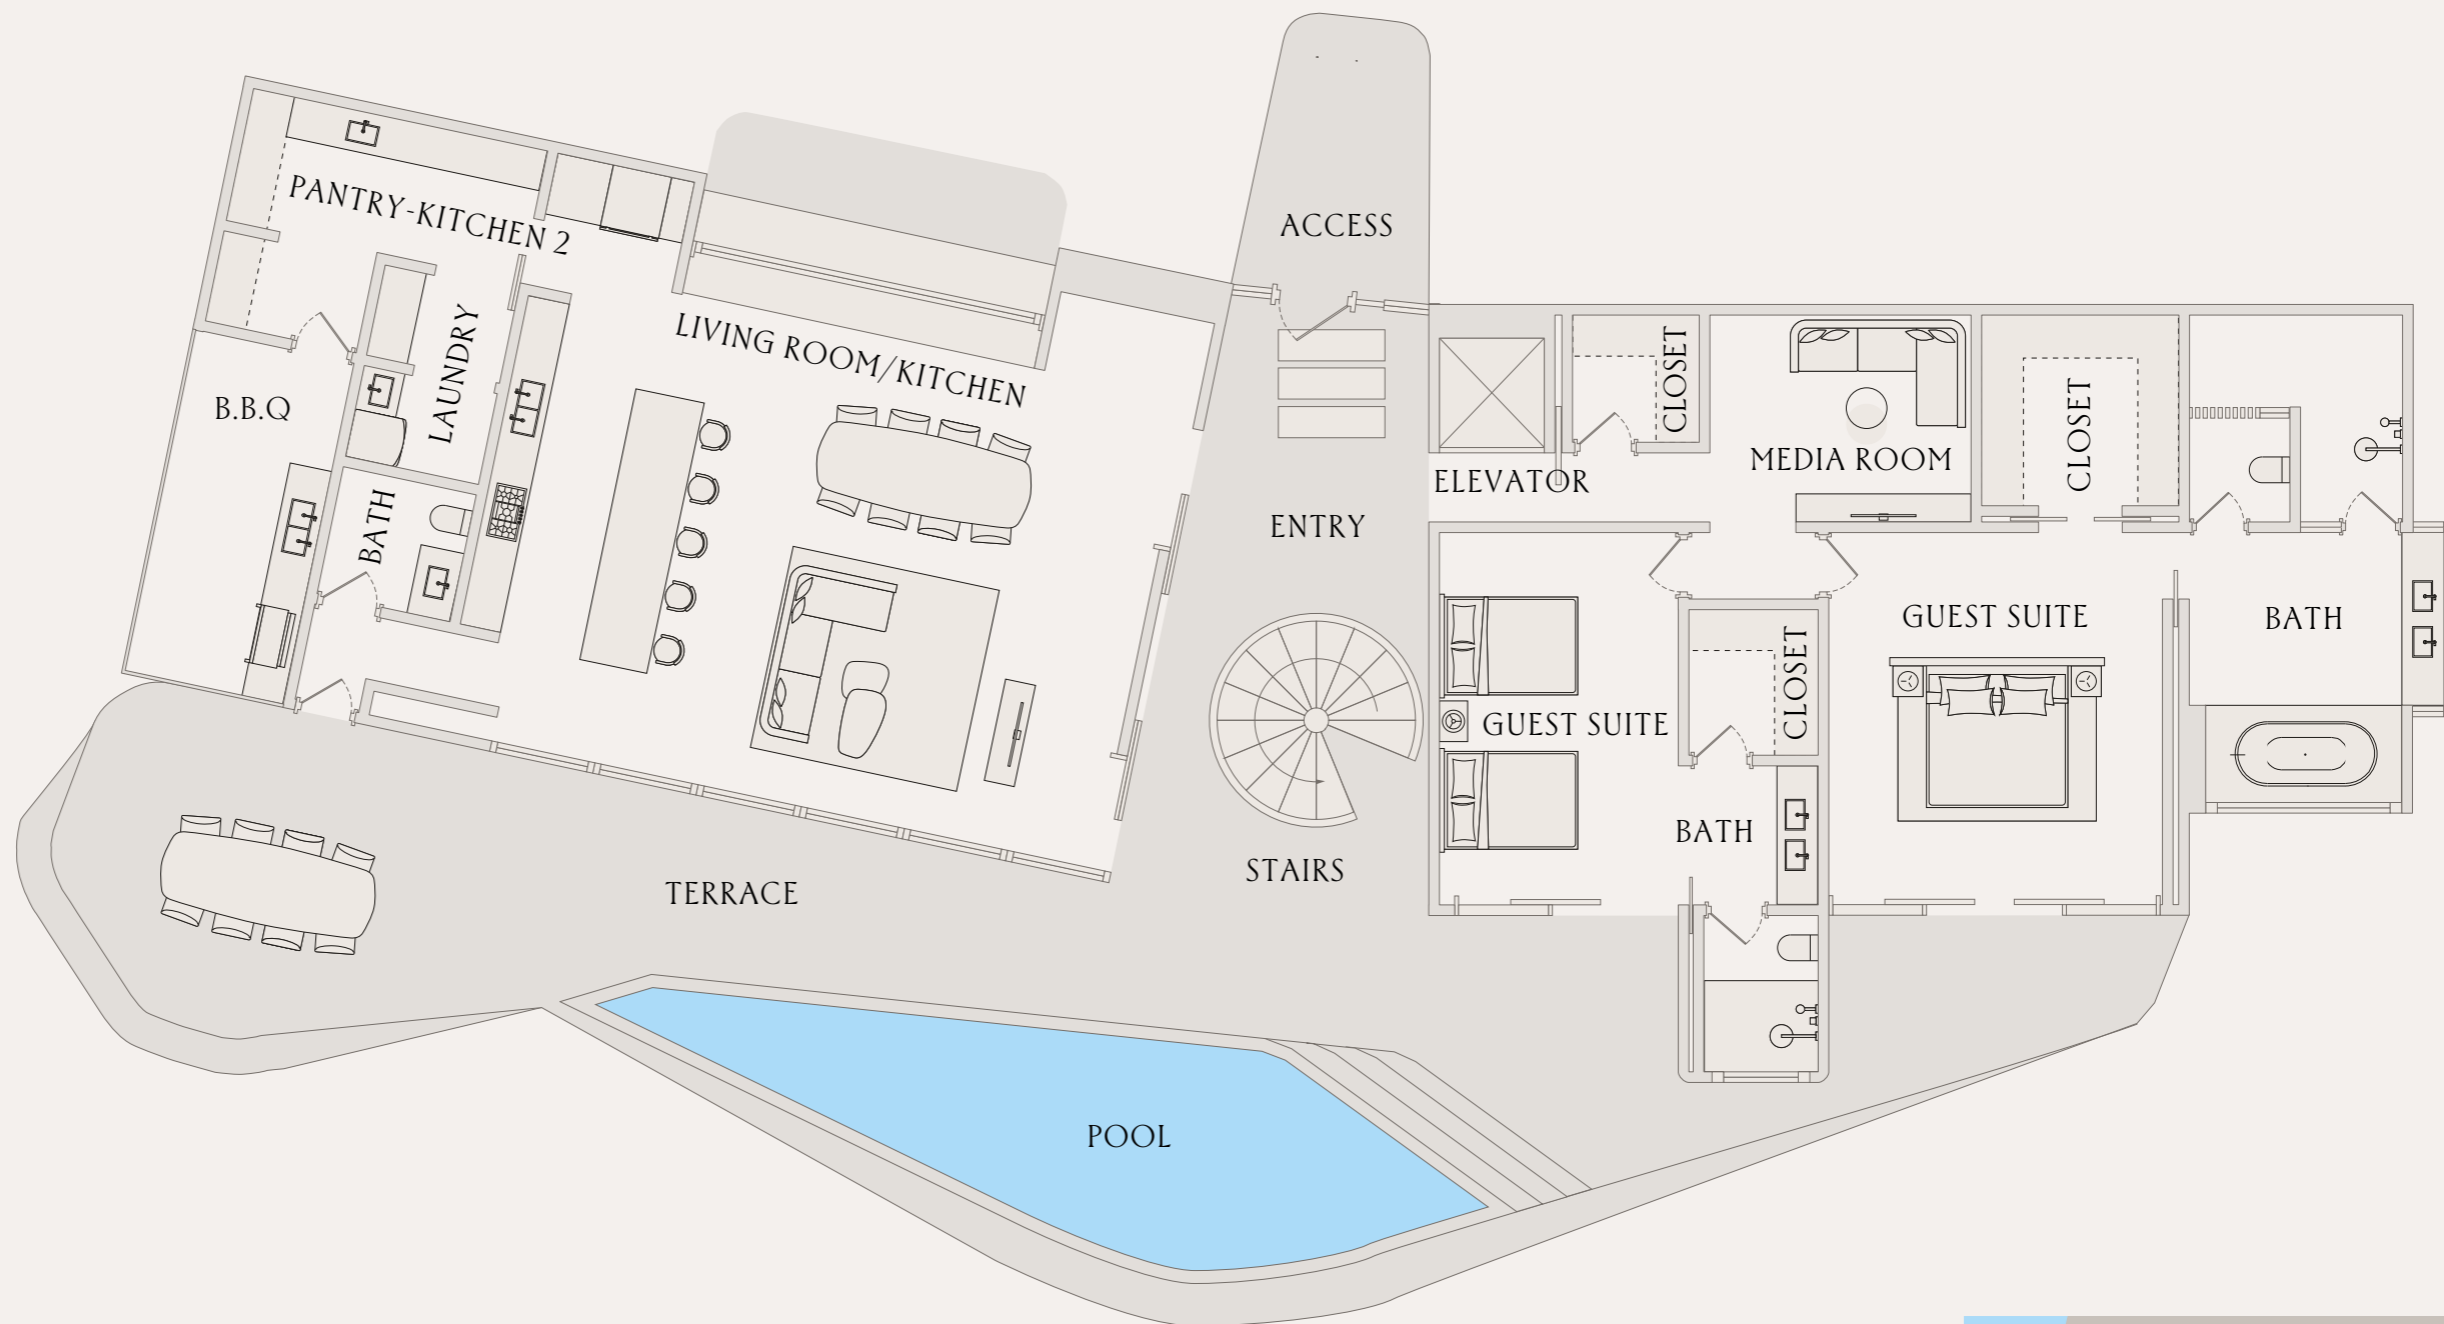 ACCESS
PANTRY-KITCHEN 2
LIVING ROOM/KITCHEN
LAUNDRY
B.B.Q
BATH
CLOSET
MEDIA ROOM
CLOSET
ELEVATOR
ENTRY
GUEST SUITE
BATH
CLOSET
GUEST SUITE
BATH
STAIRS
TERRACE
POOL